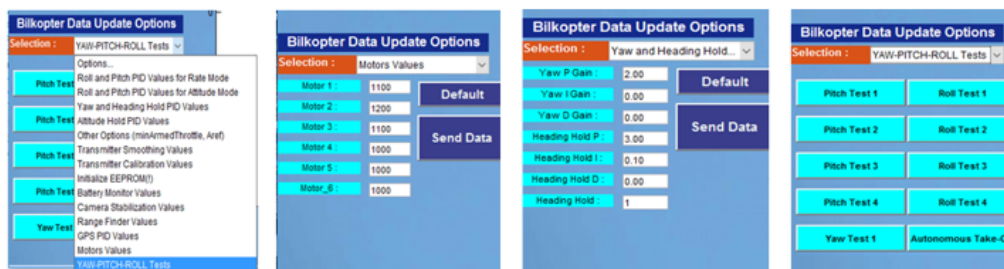 Bilkopter Data Update Options
Selection : YAW-PITCH-ROLL Tests
Options...
Roll and Pitch PID Values for Rate Mode
Roll and Pitch PID Values for Attitude Mode
Yaw and Heading Hold PID Values
Altitude Hold PID Values
Other Options (minArmedThrottle, Aref)
Transmitter Smoothing Values
Transmitter Calibration Values
Initialize EEPROM(!)
Battery Monitor Values
Camera Stabilization Values
Range Finder Values
GPS PID Values
Motors Values
YAW-PITCH-ROLL Tests
Pitch Test
Pitch Test
Pitch Test
Pitch Test
Yaw Test
Bilkopter Data Update Options
Selection : Motors Values
Motor 1 : 1100
Motor 2 : 1200
Motor 3 : 1100
Motor 4 : 1000
Motor 5 : 1000
Motor_6 : 1000
Default
Send Data
Bilkopter Data Update Options
Selection : Yaw and Heading Hold...
Yaw P Gain : 2.00
Yaw I Gain : 0.00
Yaw D Gain : 0.00
Heading Hold P : 3.00
Heading Hold I : 0.10
Heading Hold D : 0.00
Heading Hold : 1
Default
Send Data
Bilkopter Data Update Options
Selection : YAW-PITCH-ROLL Tests
Pitch Test 1 Roll Test 1
Pitch Test 2 Roll Test 2
Pitch Test 3 Roll Test 3
Pitch Test 4 Roll Test 4
Yaw Test 1 Autonomous Take-